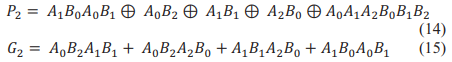 P₂ = A₁B₀A₀B₁ ⊕ A₀B₂ ⊕ A₁B₁ ⊕ A₂B₀ ⊕ A₀A₁A₂B₀B₁B₂
(14)
G₂ = A₀B₂A₁B₁ + A₀B₂A₂B₀ + A₁B₁A₂B₀ + A₁B₀A₀B₁ (15)